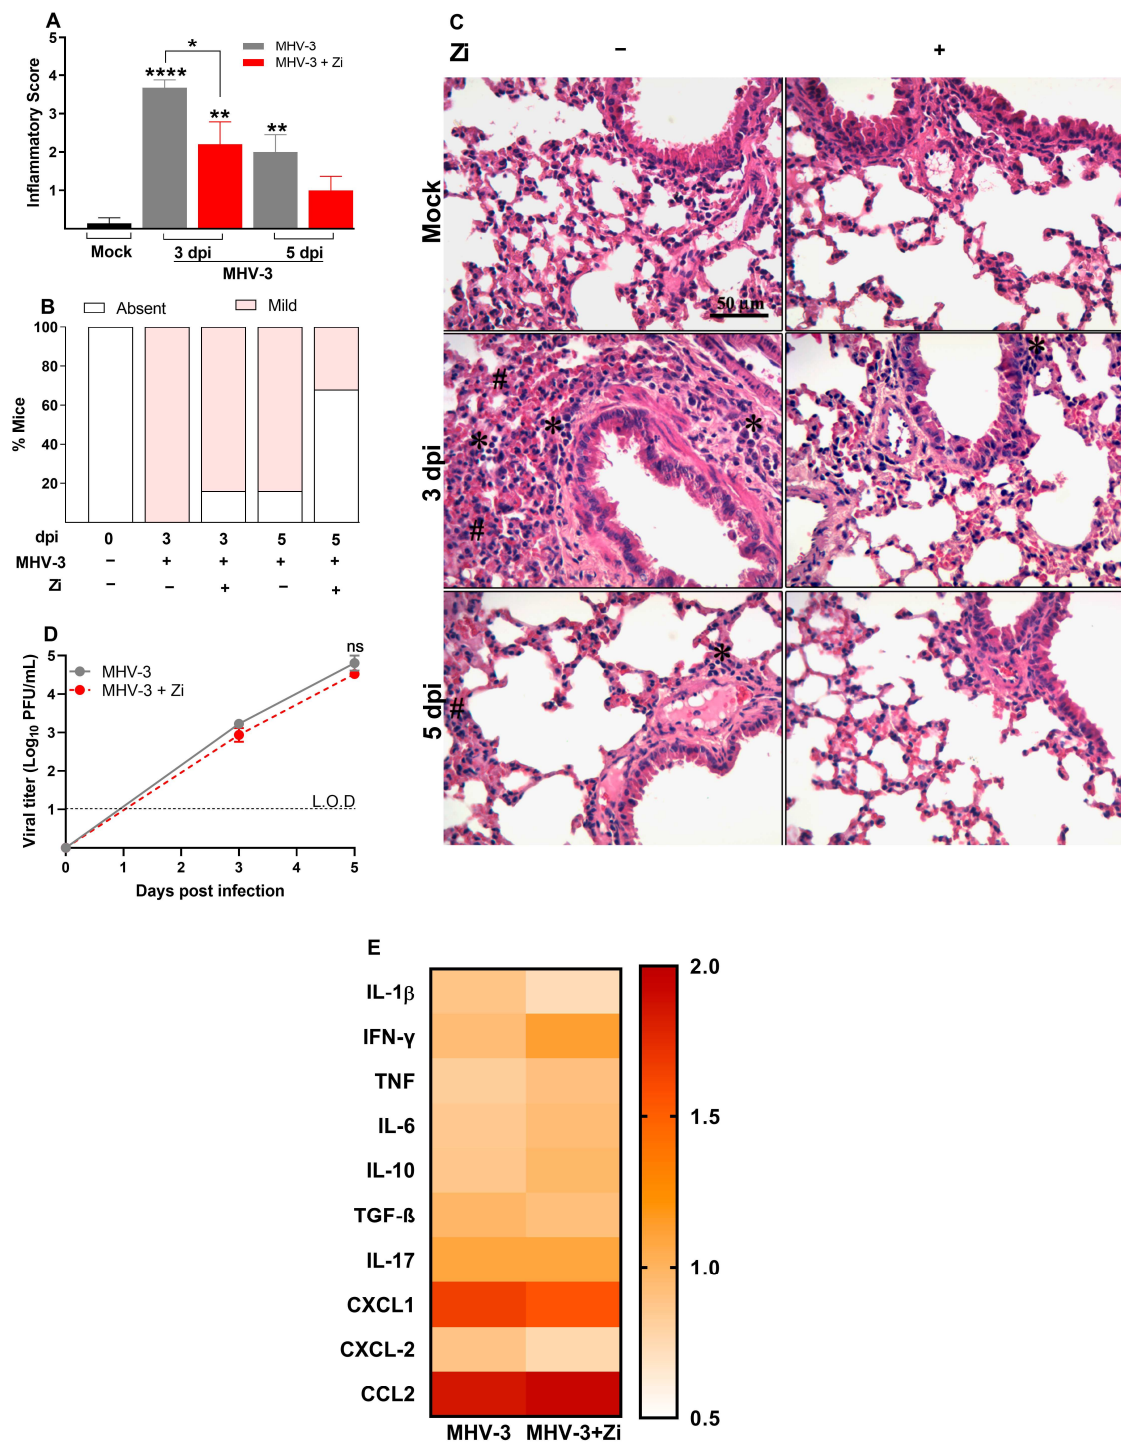 A
5
4
3
2
1
Inflammatory Score
*
MHV-3
MHV-3 + Zi
****
**
**
Mock
3 dpi
5 dpi
MHV-3
B
Absent
Mild
100
80
60
40
20
% Mice
dpi 0 3 3 5 5
MHV-3 − + + + +
Zi − − + − +
C
Zi − +
Mock
50 µm
3 dpi
#
*
*
*
#
*
5 dpi
*
#
D
ns
5
4
3
2
1
Viral titer (Log10 PFU/mL)
MHV-3
MHV-3 + Zi
L.O.D
0 1 2 3 4 5
Days post infection
E
IL-1β
IFN-γ
TNF
IL-6
IL-10
TGF-ß
IL-17
CXCL1
CXCL-2
CCL2
MHV-3 MHV-3+Zi
2.0
1.5
1.0
0.5